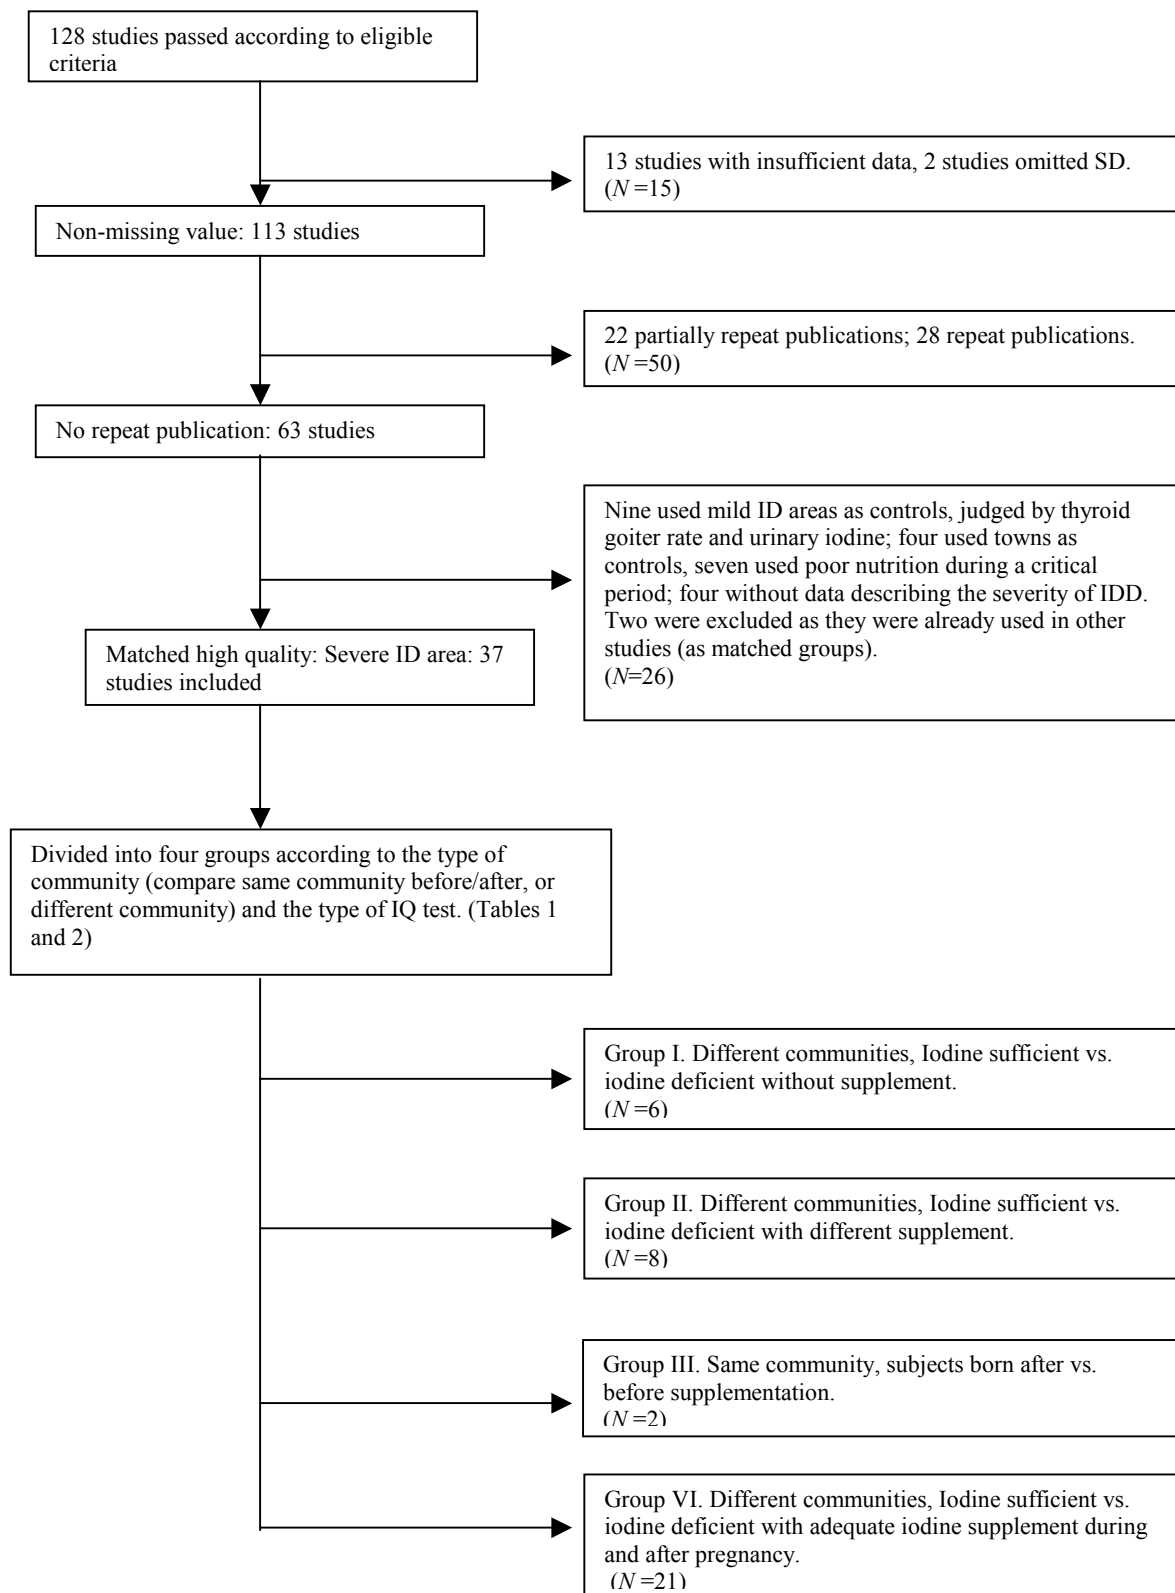 128 studies passed according to eligible
criteria
13 studies with insufficient data, 2 studies omitted SD.
(N =15)
Non-missing value: 113 studies
22 partially repeat publications; 28 repeat publications.
(N =50)
No repeat publication: 63 studies
Nine used mild ID areas as controls, judged by thyroid
goiter rate and urinary iodine; four used towns as
controls, seven used poor nutrition during a critical
period; four without data describing the severity of IDD.
Two were excluded as they were already used in other
studies (as matched groups).
(N=26)
Matched high quality: Severe ID area: 37
studies included
Divided into four groups according to the type of
community (compare same community before/after, or
different community) and the type of IQ test. (Tables 1
and 2)
Group I. Different communities, Iodine sufficient vs.
iodine deficient without supplement.
(N =6)
Group II. Different communities, Iodine sufficient vs.
iodine deficient with different supplement.
(N =8)
Group III. Same community, subjects born after vs.
before supplementation.
(N =2)
Group VI. Different communities, Iodine sufficient vs.
iodine deficient with adequate iodine supplement during
and after pregnancy.
(N =21)